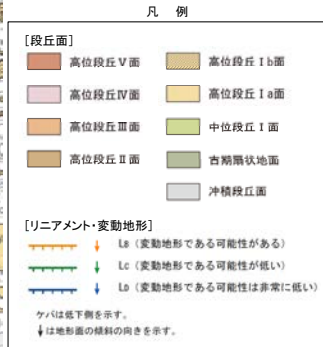 凡 例
[段丘面]
高位段丘Ⅴ面
高位段丘Ⅰb面
高位段丘Ⅳ面
高位段丘Ⅰa面
高位段丘Ⅲ面
中位段丘Ⅰ面
高位段丘Ⅱ面
古期扇状地面
沖積段丘面
[リニアメント・変動地形]
LB (変動地形である可能性がある)
LC (変動地形である可能性が低い)
LD (変動地形である可能性は非常に低い)
ケバは低下側を示す。
↓は地形面の傾斜の向きを示す。